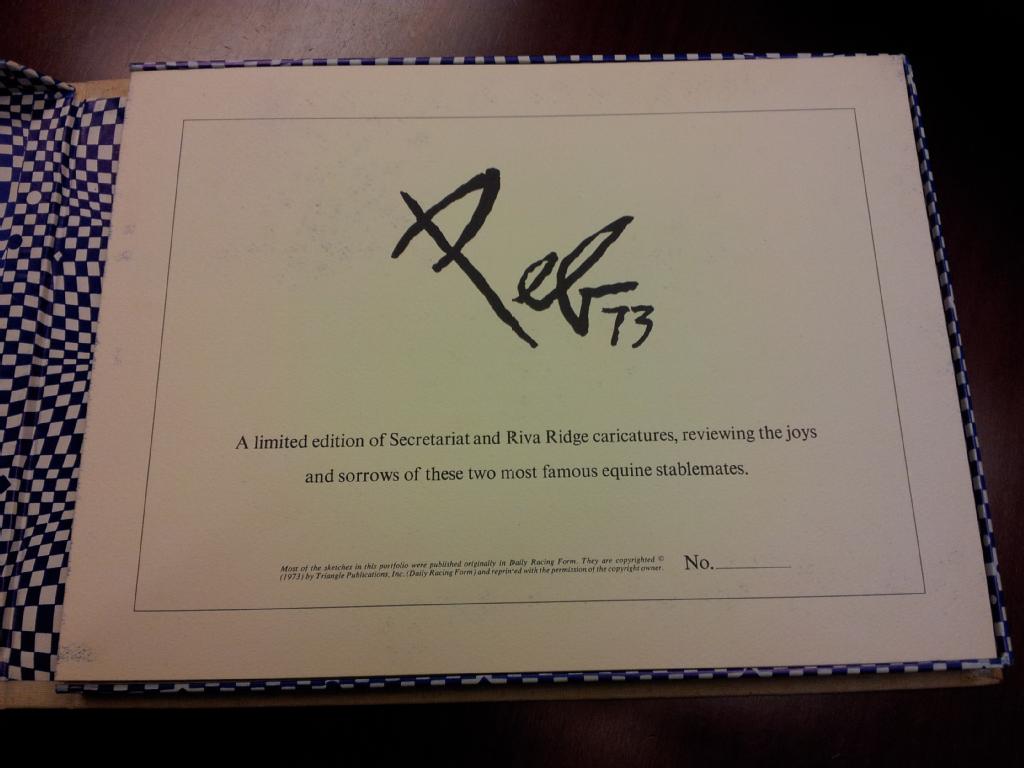 Peb
73
A limited edition of Secretariat and Riva Ridge caricatures, reviewing the joys
and sorrows of these two most famous equine stablemates.
Most of the sketches in this portfolio were published originally in Daily Racing Form. They are copyrighted ©
(1973) by Triangle Publications, Inc. (Daily Racing Form) and reprinted with the permission of the copyright owner.
No.